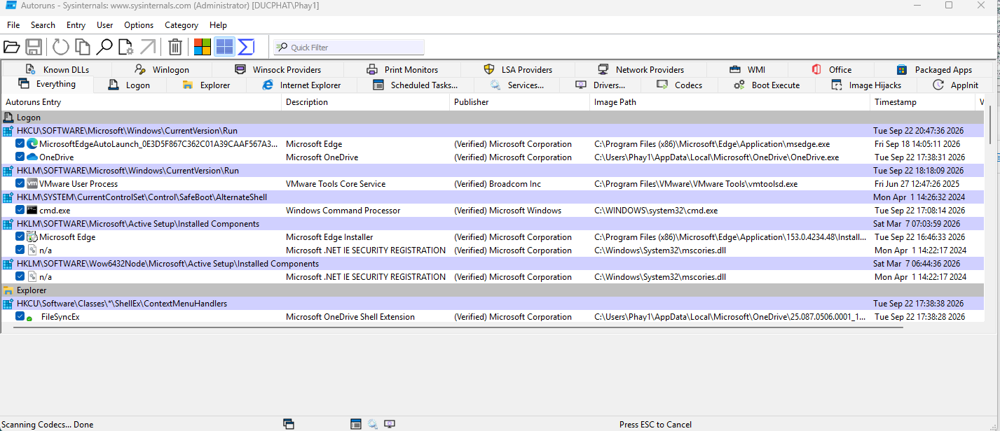 Autoruns - Sysinternals: www.sysinternals.com (Administrator) [DUCPHAT\Phay1]
File Search Entry User Options Category Help
Quick Filter
Known DLLs Winlogon Winsock Providers Print Monitors LSA Providers Network Providers WMI Office Packaged Apps
Everything Logon Explorer Internet Explorer Scheduled Tasks... Services... Drivers... Codecs Boot Execute Image Hijacks AppInit
Autoruns Entry Description Publisher Image Path Timestamp
Logon
HKCU\SOFTWARE\Microsoft\Windows\CurrentVersion\Run Tue Sep 22 20:47:36 2026
MicrosoftEdgeAutoLaunch_0E3D5F867C362C01A39CAAF567A3... Microsoft Edge (Verified) Microsoft Corporation C:\Program Files (x86)\Microsoft\Edge\Application\msedge.exe Fri Sep 18 14:05:11 2026
OneDrive Microsoft OneDrive (Verified) Microsoft Corporation C:\Users\Phay1\AppData\Local\Microsoft\OneDrive\OneDrive.exe Tue Sep 22 17:38:31 2026
HKLM\SOFTWARE\Microsoft\Windows\CurrentVersion\Run Tue Sep 22 18:18:09 2026
vm VMware User Process VMware Tools Core Service (Verified) Broadcom Inc C:\Program Files\VMware\VMware Tools\vmtoolsd.exe Fri Jun 27 12:47:26 2025
HKLM\SYSTEM\CurrentControlSet\Control\SafeBoot\AlternateShell Mon Apr 1 14:26:32 2024
cmd.exe Windows Command Processor (Verified) Microsoft Windows C:\WINDOWS\system32\cmd.exe Tue Sep 22 17:08:14 2026
HKLM\SOFTWARE\Microsoft\Active Setup\Installed Components Sat Mar 7 07:03:59 2026
Microsoft Edge Microsoft Edge Installer (Verified) Microsoft Corporation C:\Program Files (x86)\Microsoft\Edge\Application\153.0.4234.48\Install... Tue Sep 22 16:46:33 2026
n/a Microsoft .NET IE SECURITY REGISTRATION (Verified) Microsoft Corporation C:\Windows\System32\mscories.dll Mon Apr 1 14:22:17 2024
HKLM\SOFTWARE\Wow6432Node\Microsoft\Active Setup\Installed Components Sat Mar 7 06:44:36 2026
n/a Microsoft .NET IE SECURITY REGISTRATION (Verified) Microsoft Corporation C:\Windows\System32\mscories.dll Mon Apr 1 14:22:17 2024
Explorer
HKCU\Software\Classes\*\ShellEx\ContextMenuHandlers Tue Sep 22 17:38:38 2026
FileSyncEx Microsoft OneDrive Shell Extension (Verified) Microsoft Corporation C:\Users\Phay1\AppData\Local\Microsoft\OneDrive\25.087.0506.0001_1... Tue Sep 22 17:38:28 2026
Scanning Codecs... Done Press ESC to Cancel